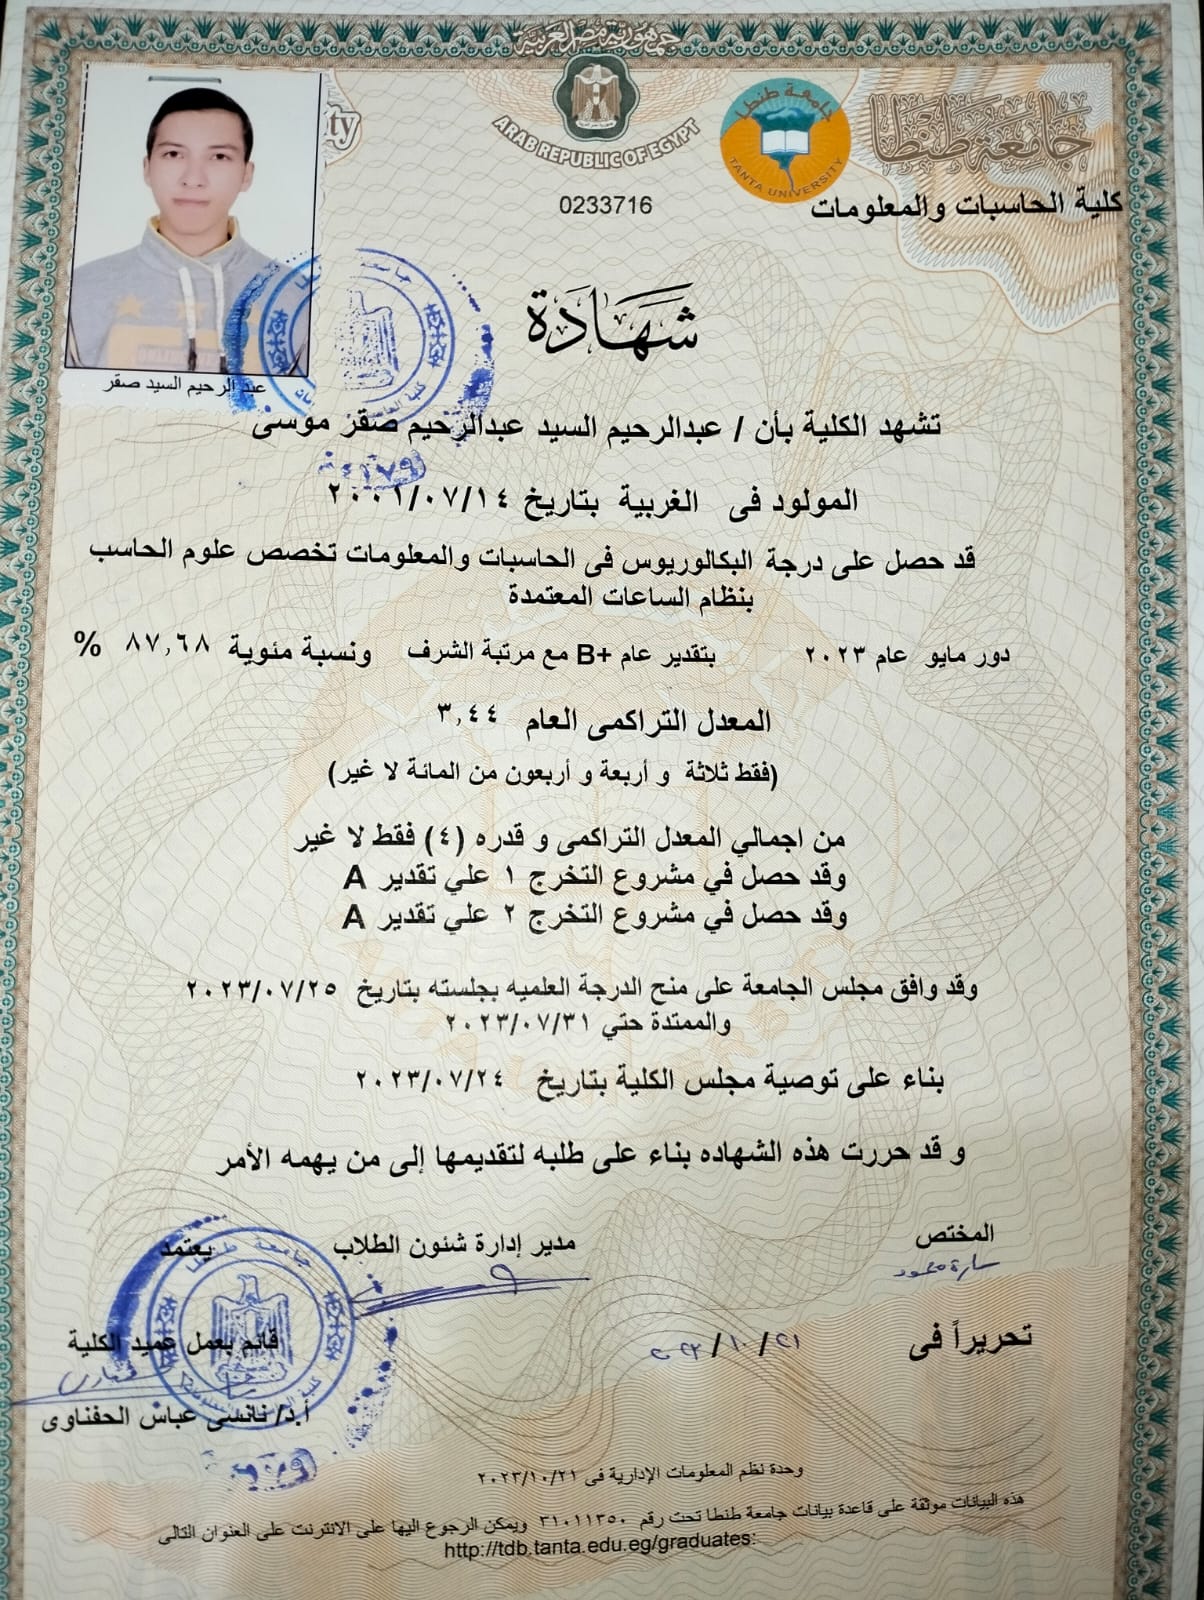 جمهورية مصر العربية
ARAB REPUBLIC OF EGYPT
جامعة طنطا
TANTA UNIVERSITY
جامعة طنطا
ty
0233716
كلية الحاسبات والمعلومات
شهادة
عبد الرحيم السيد صقر
تشهد الكلية بأن / عبدالرحيم السيد عبدالرحيم صقر موسى
المولود فى الغربية بتاريخ ٢٠٠١/٠٧/١٤
قد حصل على درجة البكالوريوس فى الحاسبات والمعلومات تخصص علوم الحاسب
بنظام الساعات المعتمدة
دور مايو عام ٢٠٢٣ بتقدير عام B+ مع مرتبة الشرف ونسبة مئوية ٨٧,٦٨ %
المعدل التراكمى العام ٣,٤٤
(فقط ثلاثة و أربعة و أربعون من المائة لا غير)
من اجمالي المعدل التراكمى و قدره (٤) فقط لا غير
وقد حصل في مشروع التخرج ١ علي تقدير A
وقد حصل في مشروع التخرج ٢ علي تقدير A
وقد وافق مجلس الجامعة على منح الدرجة العلميه بجلسته بتاريخ ٢٠٢٣/٠٧/٢٥
والممتدة حتي ٢٠٢٣/٠٧/٣١
بناء على توصية مجلس الكلية بتاريخ ٢٠٢٣/٠٧/٢٤
و قد حررت هذه الشهاده بناء على طلبه لتقديمها إلى من يهمه الأمر
المختص مدير إدارة شئون الطلاب يعتمد
سارة محمود
تحريراً فى ٢٠٢٣/١٠/٢١
قائم بعمل عميد الكلية
أ.د/ نانسى عباس الحفناوى
وحدة نظم المعلومات الإدارية فى ٢٠٢٣/١٠/٢١
هذه البيانات موثقة على قاعدة بيانات جامعة طنطا تحت رقم ٣١٠١١٣٥٠ ويمكن الرجوع اليها على الانترنت على العنوان التالى
http://tdb.tanta.edu.eg/graduates: